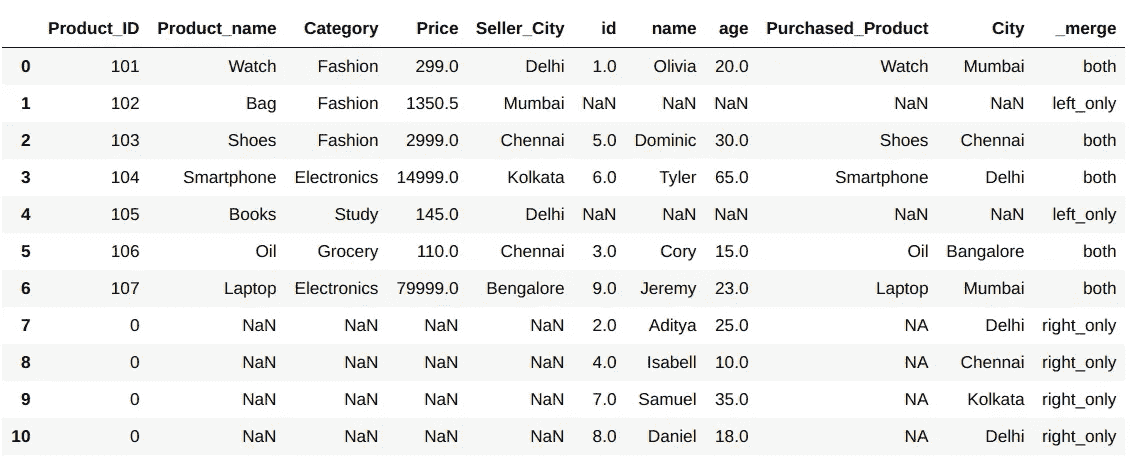 Product_ID Product_name Category Price Seller_City id name age Purchased_Product City _merge
0 101 Watch Fashion 299.0 Delhi 1.0 Olivia 20.0 Watch Mumbai both
1 102 Bag Fashion 1350.5 Mumbai NaN NaN NaN NaN NaN left_only
2 103 Shoes Fashion 2999.0 Chennai 5.0 Dominic 30.0 Shoes Chennai both
3 104 Smartphone Electronics 14999.0 Kolkata 6.0 Tyler 65.0 Smartphone Delhi both
4 105 Books Study 145.0 Delhi NaN NaN NaN NaN NaN left_only
5 106 Oil Grocery 110.0 Chennai 3.0 Cory 15.0 Oil Bangalore both
6 107 Laptop Electronics 79999.0 Bengalore 9.0 Jeremy 23.0 Laptop Mumbai both
7 0 NaN NaN NaN NaN 2.0 Aditya 25.0 NA Delhi right_only
8 0 NaN NaN NaN NaN 4.0 Isabell 10.0 NA Chennai right_only
9 0 NaN NaN NaN NaN 7.0 Samuel 35.0 NA Kolkata right_only
10 0 NaN NaN NaN NaN 8.0 Daniel 18.0 NA Delhi right_only